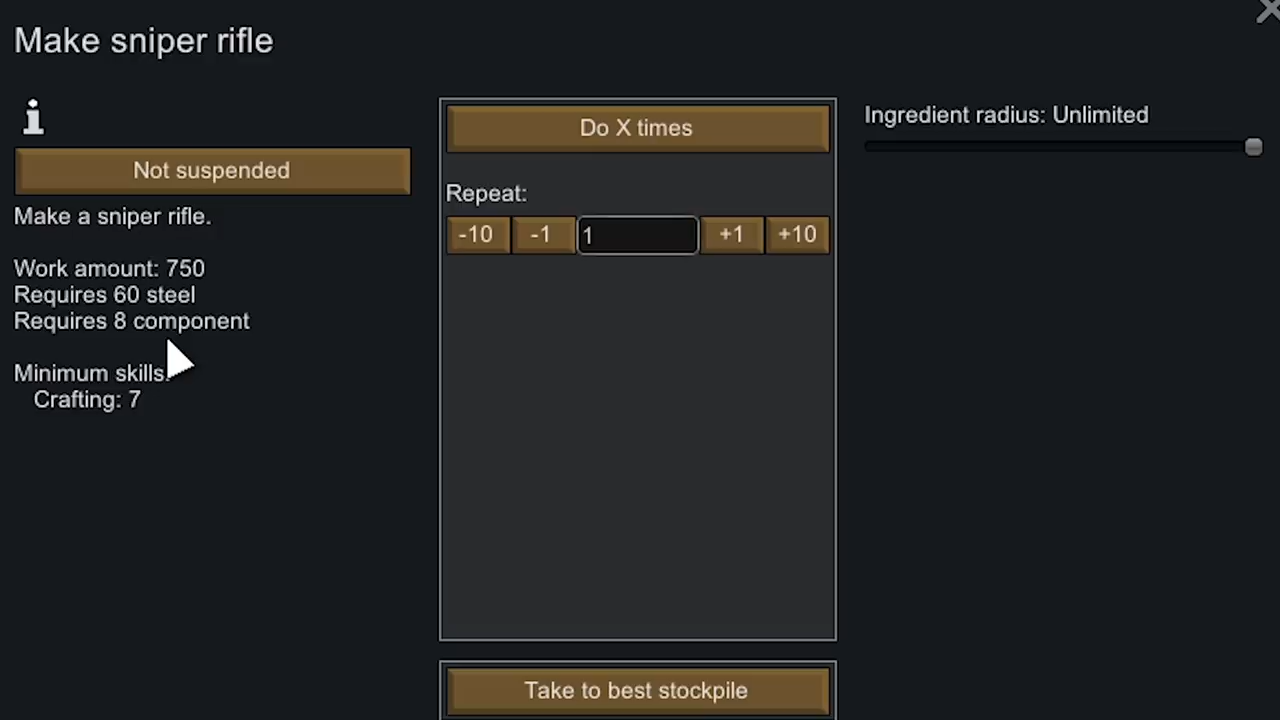 Make sniper rifle
Not suspended
Make a sniper rifle.
Work amount: 750
Requires 60 steel
Requires 8 component
Minimum skills:
Crafting: 7
Do X times
Repeat:
-10 -1 1 +1 +10
Take to best stockpile
Ingredient radius: Unlimited